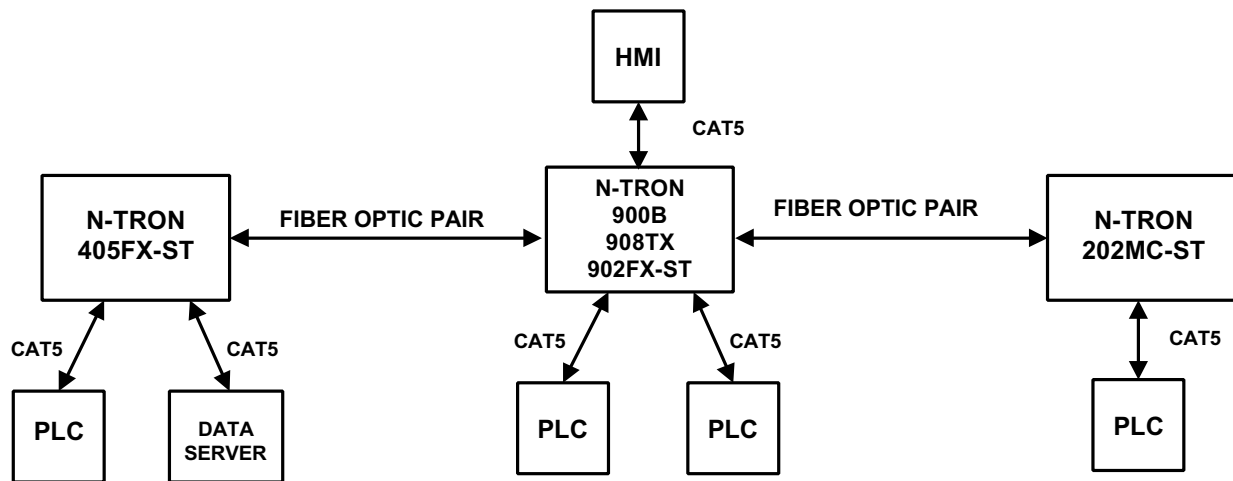 HMI
CAT5
N-TRON
405FX-ST
FIBER OPTIC PAIR
N-TRON
900B
908TX
902FX-ST
FIBER OPTIC PAIR
N-TRON
202MC-ST
CAT5
CAT5
CAT5
CAT5
CAT5
PLC
DATA
SERVER
PLC
PLC
PLC